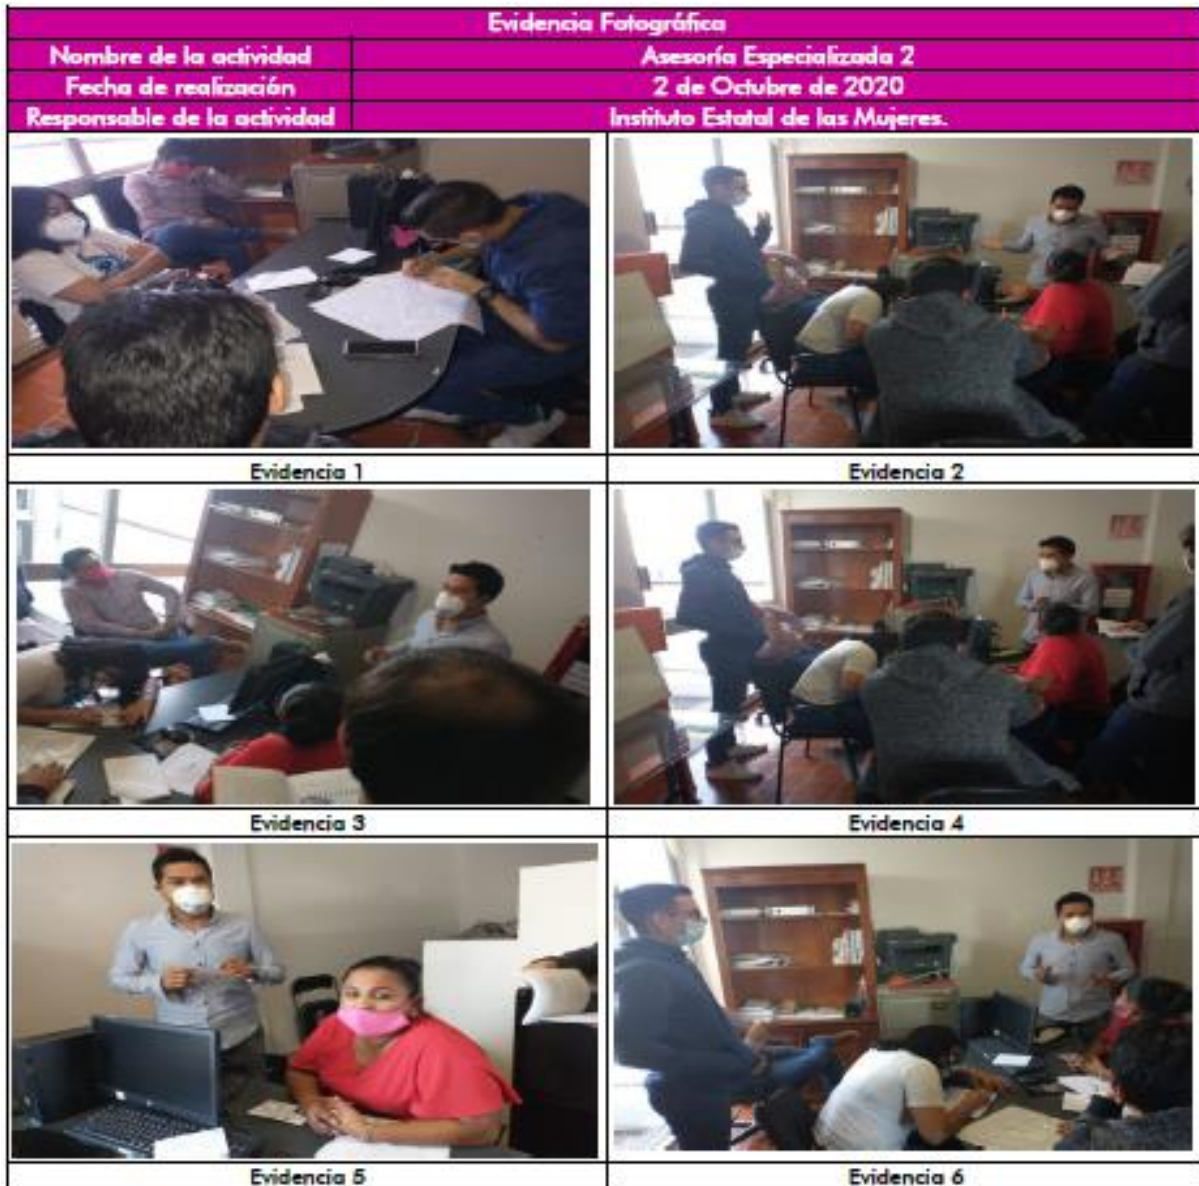 Evidencia Fotográfica
Nombre de la actividad Asesoría Especializada 2
Fecha de realización 2 de Octubre de 2020
Responsable de la actividad Instituto Estatal de las Mujeres.
Evidencia 1 Evidencia 2
Evidencia 3 Evidencia 4
Evidencia 5 Evidencia 6